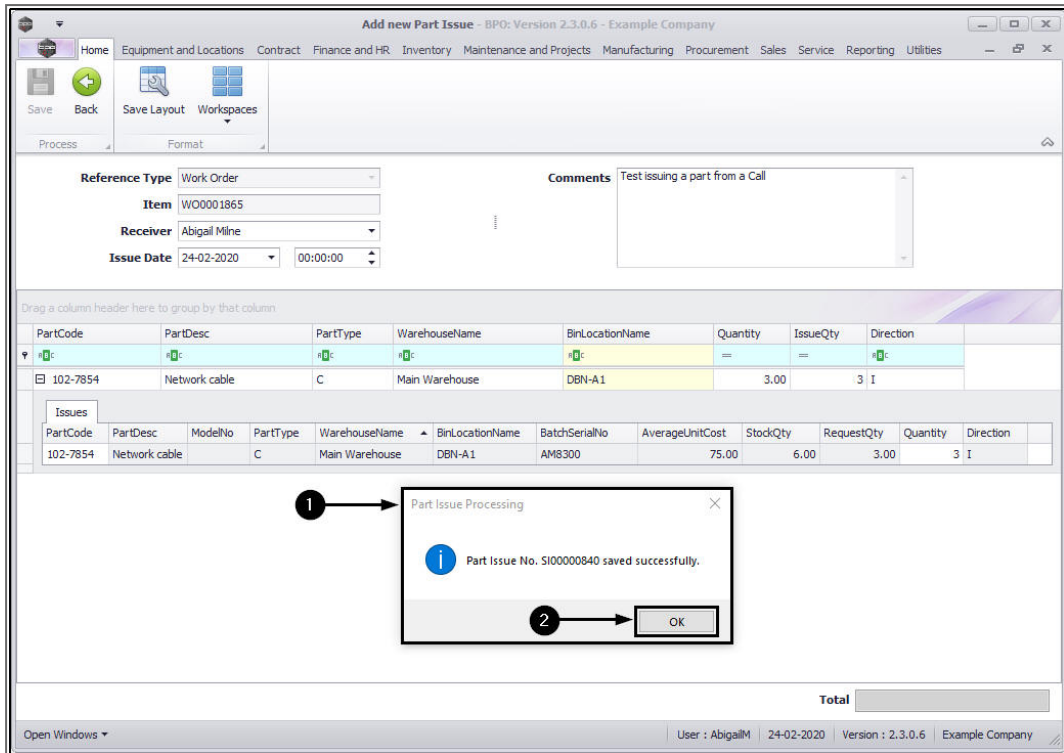 Add new Part Issue - BPO: Version 2.3.0.6 - Example Company
Home Equipment and Locations Contract Finance and HR Inventory Maintenance and Projects Manufacturing Procurement Sales Service Reporting Utilities
Save Back Save Layout Workspaces
Process Format
Reference Type Work Order Comments Test issuing a part from a Call
Item WO0001865
Receiver Abigail Milne
Issue Date 24-02-2020 00:00:00
Drag a column header here to group by that column
PartCode PartDesc PartType WarehouseName BinLocationName Quantity IssueQty Direction
102-7854 Network cable C Main Warehouse DBN-A1 3.00 3 I
Issues
PartCode PartDesc ModelNo PartType WarehouseName BinLocationName BatchSerialNo AverageUnitCost StockQty RequestQty Quantity Direction
102-7854 Network cable C Main Warehouse DBN-A1 AM8300 75.00 6.00 3.00 3 I
1 Part Issue Processing
Part Issue No. SI00000840 saved successfully.
2 OK
Total
Open Windows User : AbigailM 24-02-2020 Version : 2.3.0.6 Example Company